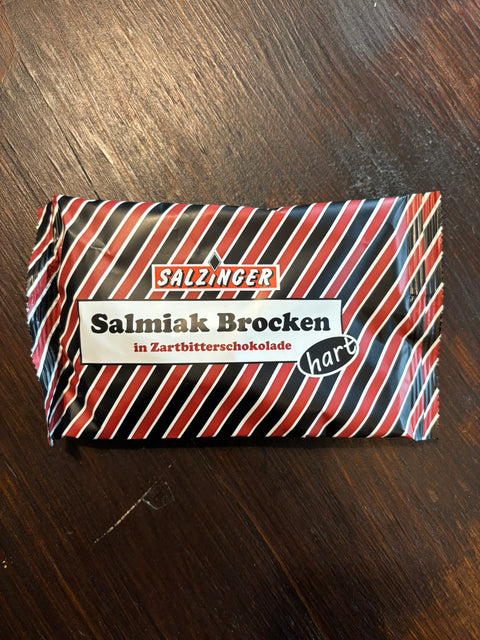 SALZINGER
Salmiak Brocken
in Zartbitterschokolade
hart